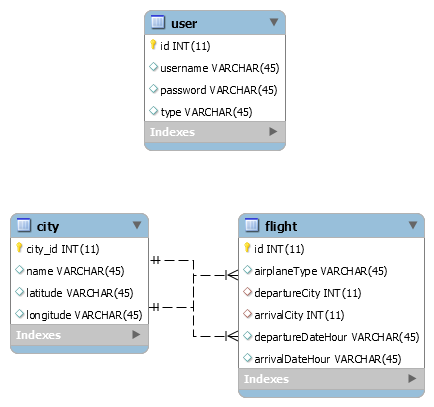 user
id INT(11)
username VARCHAR(45)
password VARCHAR(45)
type VARCHAR(45)
Indexes
city
city_id INT(11)
name VARCHAR(45)
latitude VARCHAR(45)
longitude VARCHAR(45)
Indexes
flight
id INT(11)
airplaneType VARCHAR(45)
departureCity INT(11)
arrivalCity INT(11)
departureDateHour VARCHAR(45)
arrivalDateHour VARCHAR(45)
Indexes